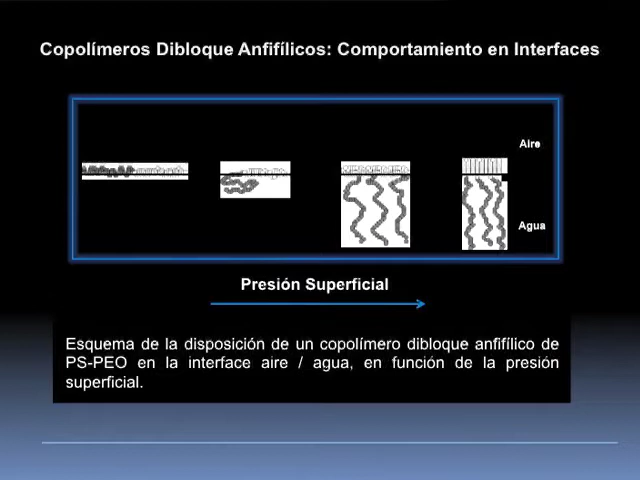 Copolímeros Dibloque Anfifílicos: Comportamiento en Interfaces
Aire
Agua
Presión Superficial
Esquema de la disposición de un copolímero dibloque anfifílico de
PS-PEO en la interface aire / agua, en función de la presión
superficial.